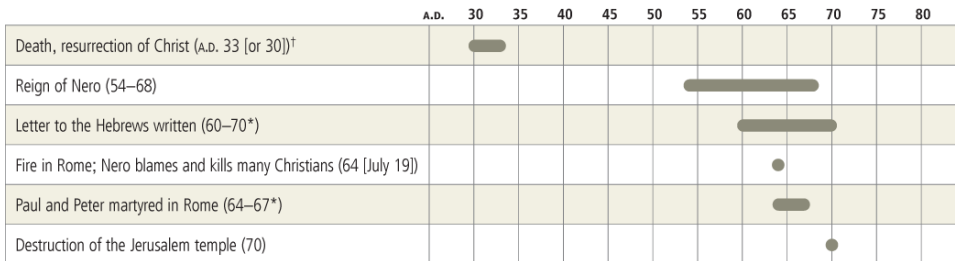 A.D. 30 35 40 45 50 55 60 65 70 75 80
Death, resurrection of Christ (A.D. 33 [or 30])†
Reign of Nero (54–68)
Letter to the Hebrews written (60–70*)
Fire in Rome; Nero blames and kills many Christians (64 [July 19])
Paul and Peter martyred in Rome (64–67*)
Destruction of the Jerusalem temple (70)